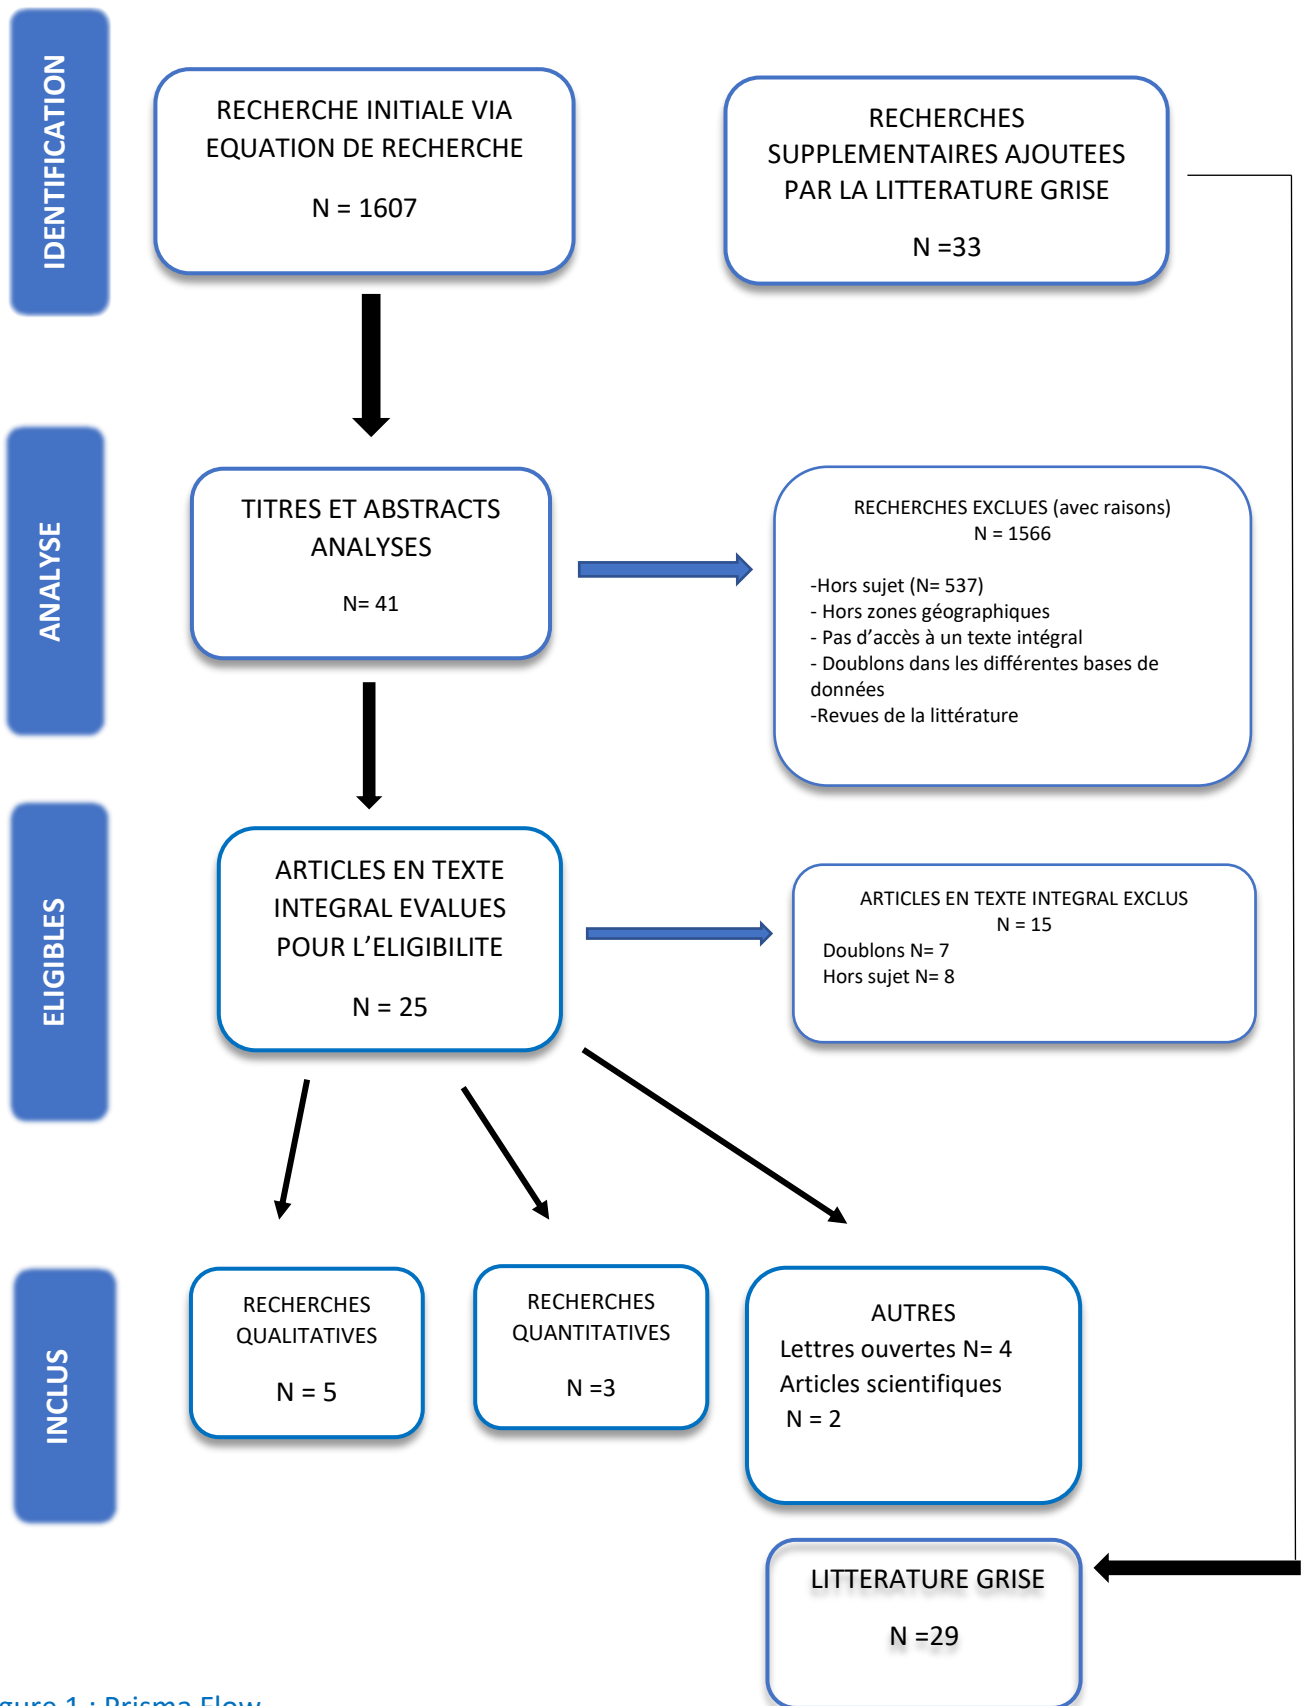 IDENTIFICATION
RECHERCHE INITIALE VIA
EQUATION DE RECHERCHE
N = 1607
RECHERCHES
SUPPLEMENTAIRES AJOUTEES
PAR LA LITTERATURE GRISE
N =33
ANALYSE
TITRES ET ABSTRACTS
ANALYSES
N= 41
RECHERCHES EXCLUES (avec raisons)
N = 1566
-Hors sujet (N= 537)
- Hors zones géographiques
- Pas d’accès à un texte intégral
- Doublons dans les différentes bases de
données
-Revues de la littérature
ELIGIBLES
ARTICLES EN TEXTE
INTEGRAL EVALUES
POUR L’ELIGIBILITE
N = 25
ARTICLES EN TEXTE INTEGRAL EXCLUS
N = 15
Doublons N= 7
Hors sujet N= 8
INCLUS
RECHERCHES
QUALITATIVES
N = 5
RECHERCHES
QUANTITATIVES
N =3
AUTRES
Lettres ouvertes N= 4
Articles scientifiques
N = 2
LITTERATURE GRISE
N =29
gure 1 : Prisma Flow